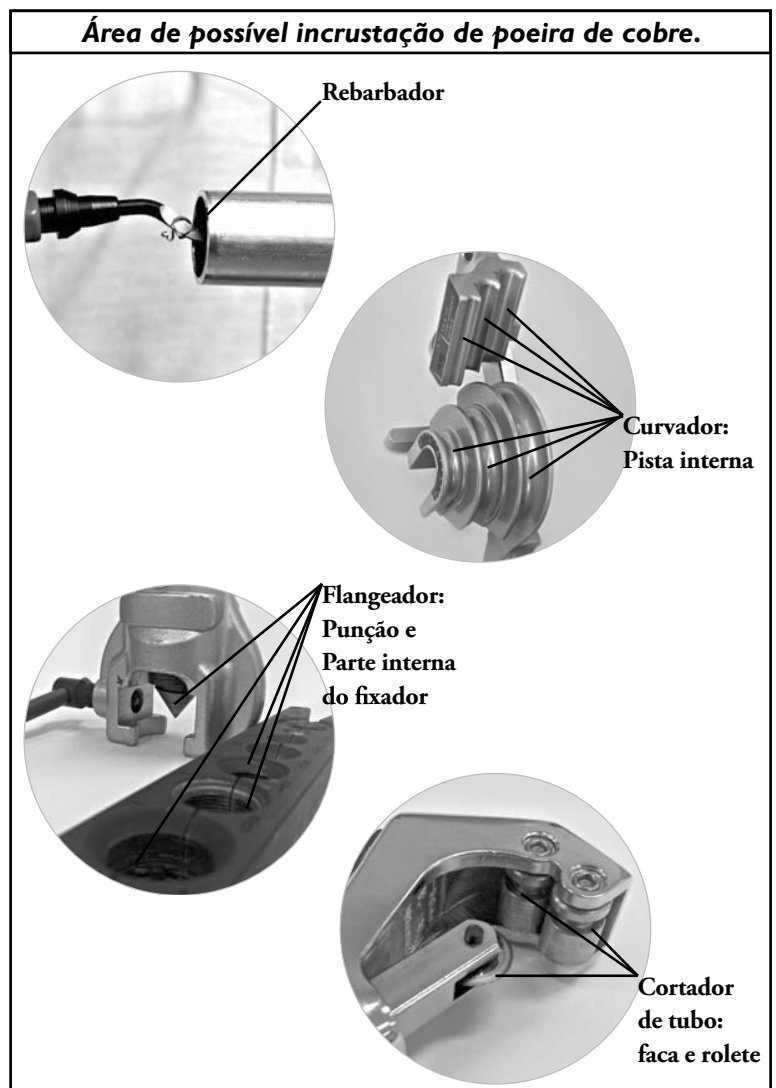 Área de possível incrustação de poeira de cobre.
Rebarbador
Curvador:
Pista interna
Flangeador:
Punção e
Parte interna
do fixador
Cortador
de tubo:
faca e rolete